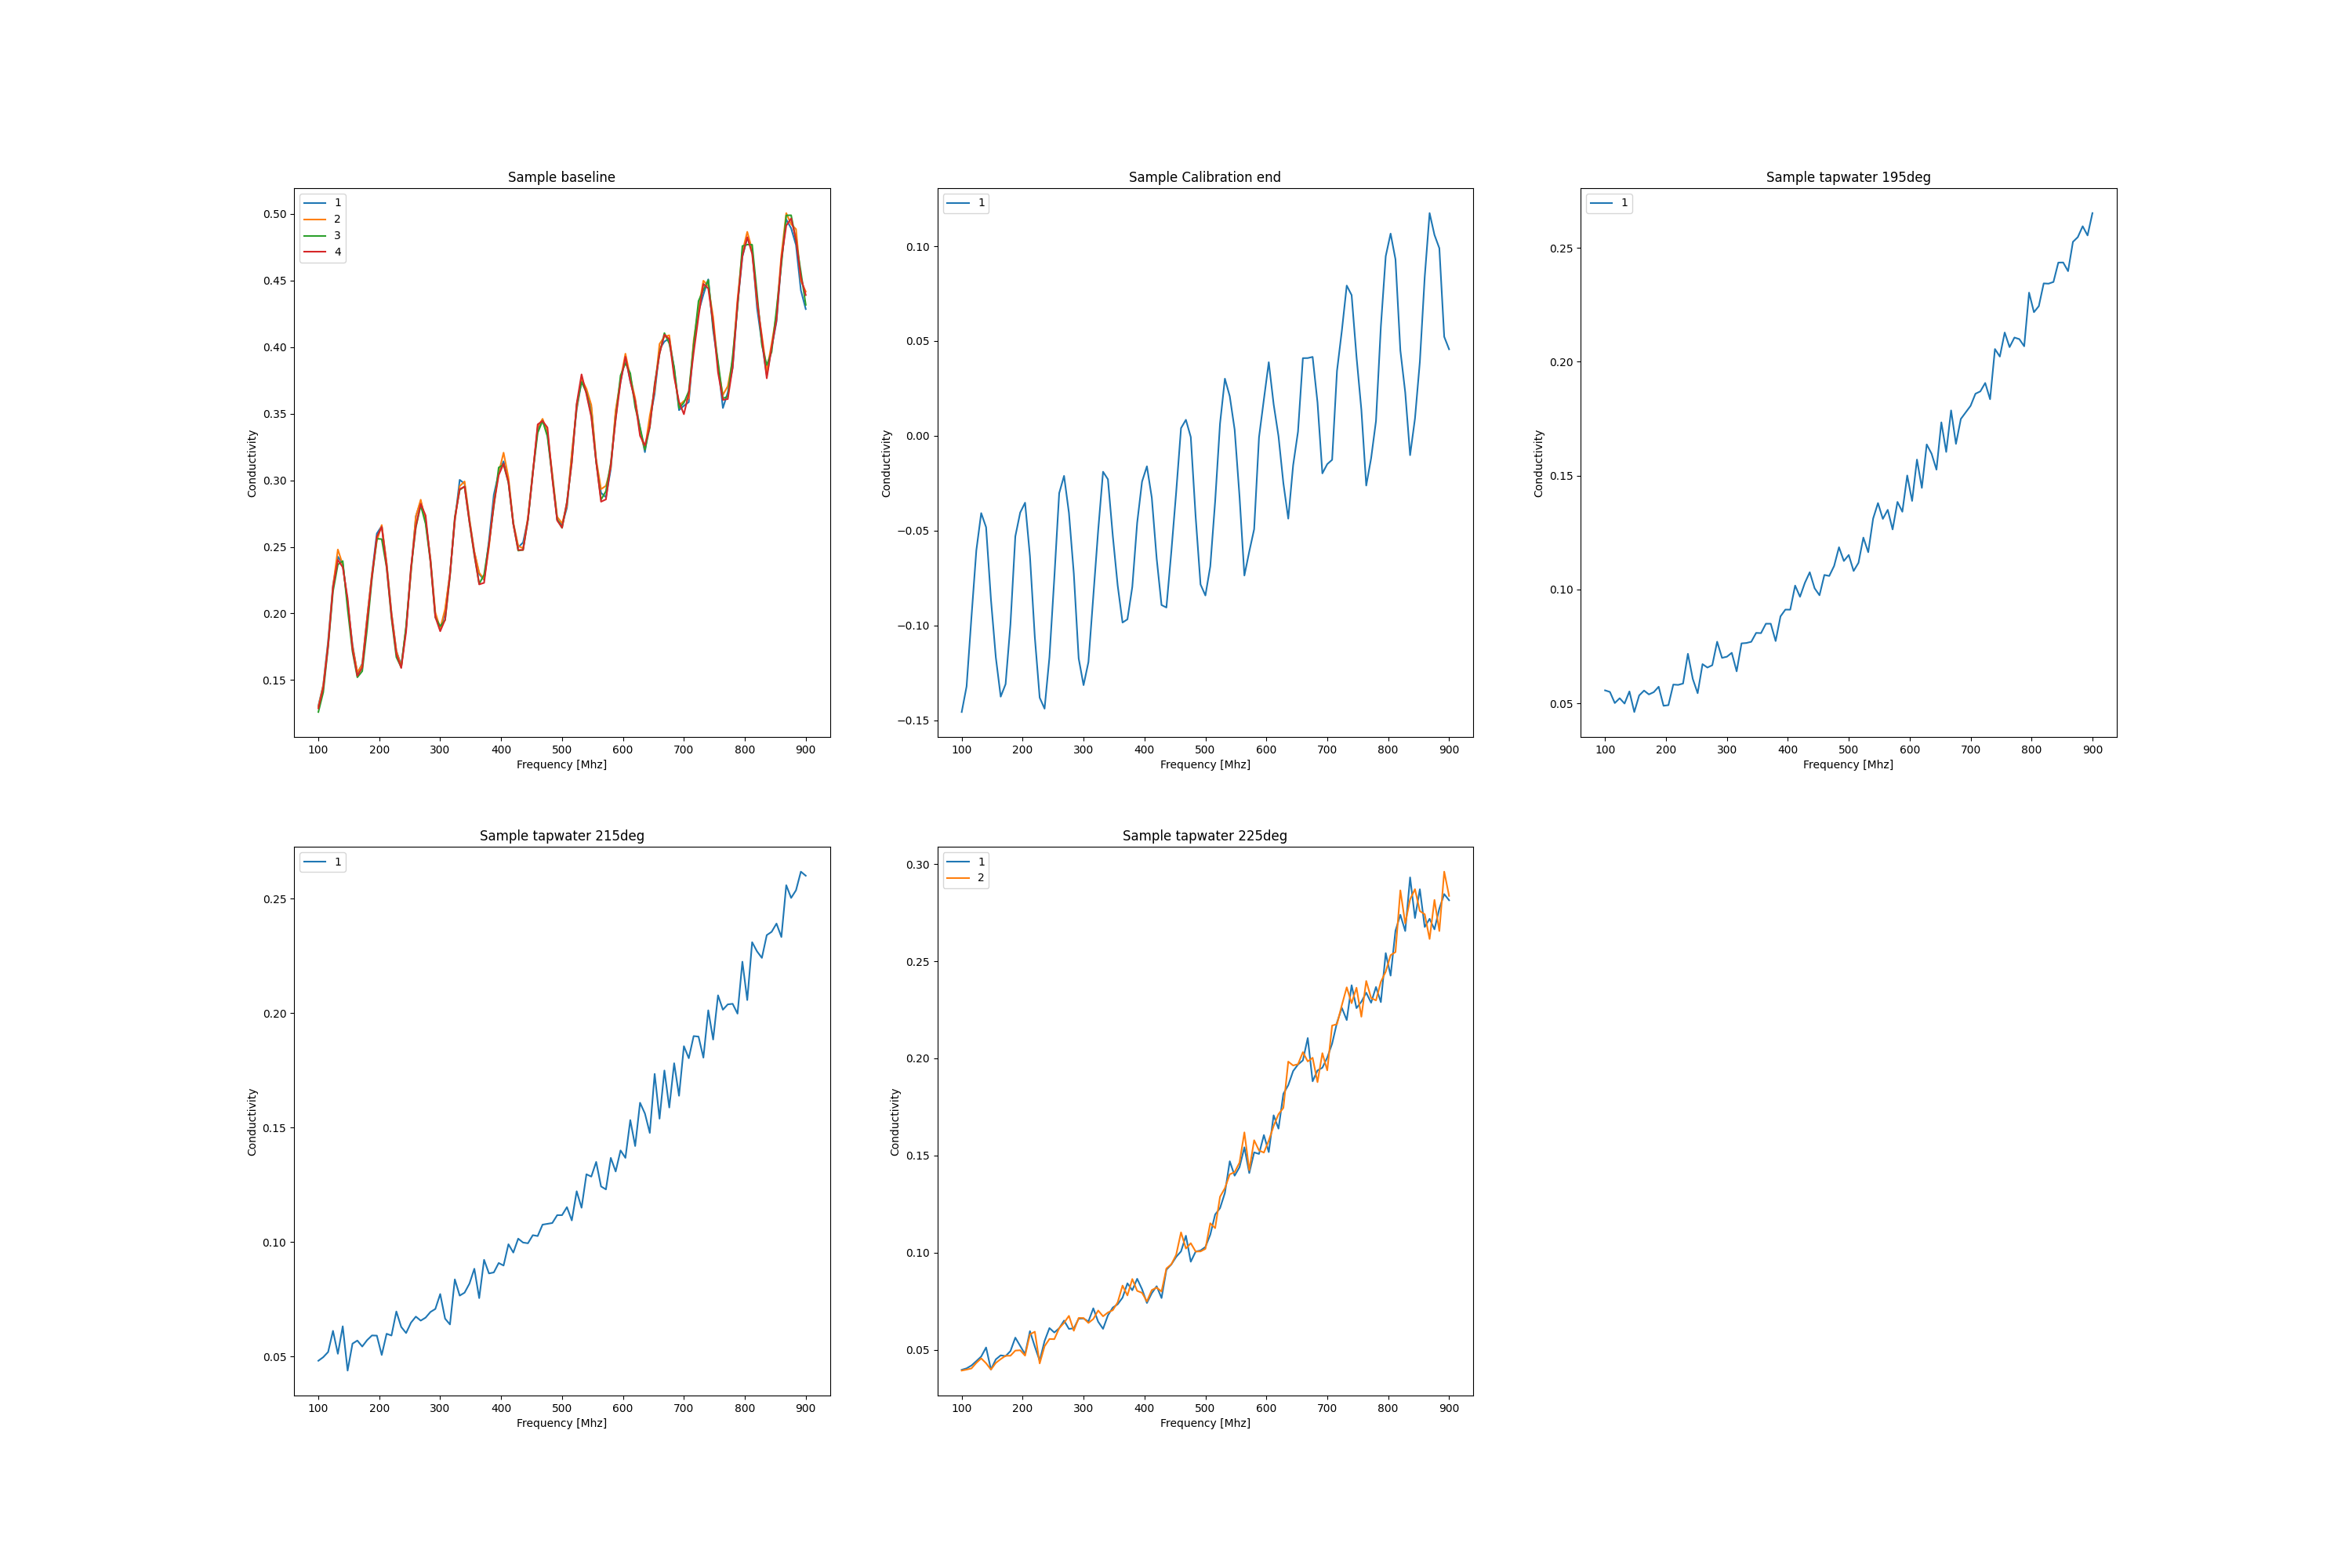 Sample baseline
1
2
3
4
0.50
0.45
0.40
0.35
0.30
0.25
0.20
0.15
Conductivity
100 200 300 400 500 600 700 800 900
Frequency [Mhz]
Sample Calibration end
1
0.10
0.05
0.00
−0.05
−0.10
−0.15
Conductivity
100 200 300 400 500 600 700 800 900
Frequency [Mhz]
Sample tapwater 195deg
1
0.25
0.20
0.15
0.10
0.05
Conductivity
100 200 300 400 500 600 700 800 900
Frequency [Mhz]
Sample tapwater 215deg
1
0.25
0.20
0.15
0.10
0.05
Conductivity
100 200 300 400 500 600 700 800 900
Frequency [Mhz]
Sample tapwater 225deg
1
2
0.30
0.25
0.20
0.15
0.10
0.05
Conductivity
100 200 300 400 500 600 700 800 900
Frequency [Mhz]